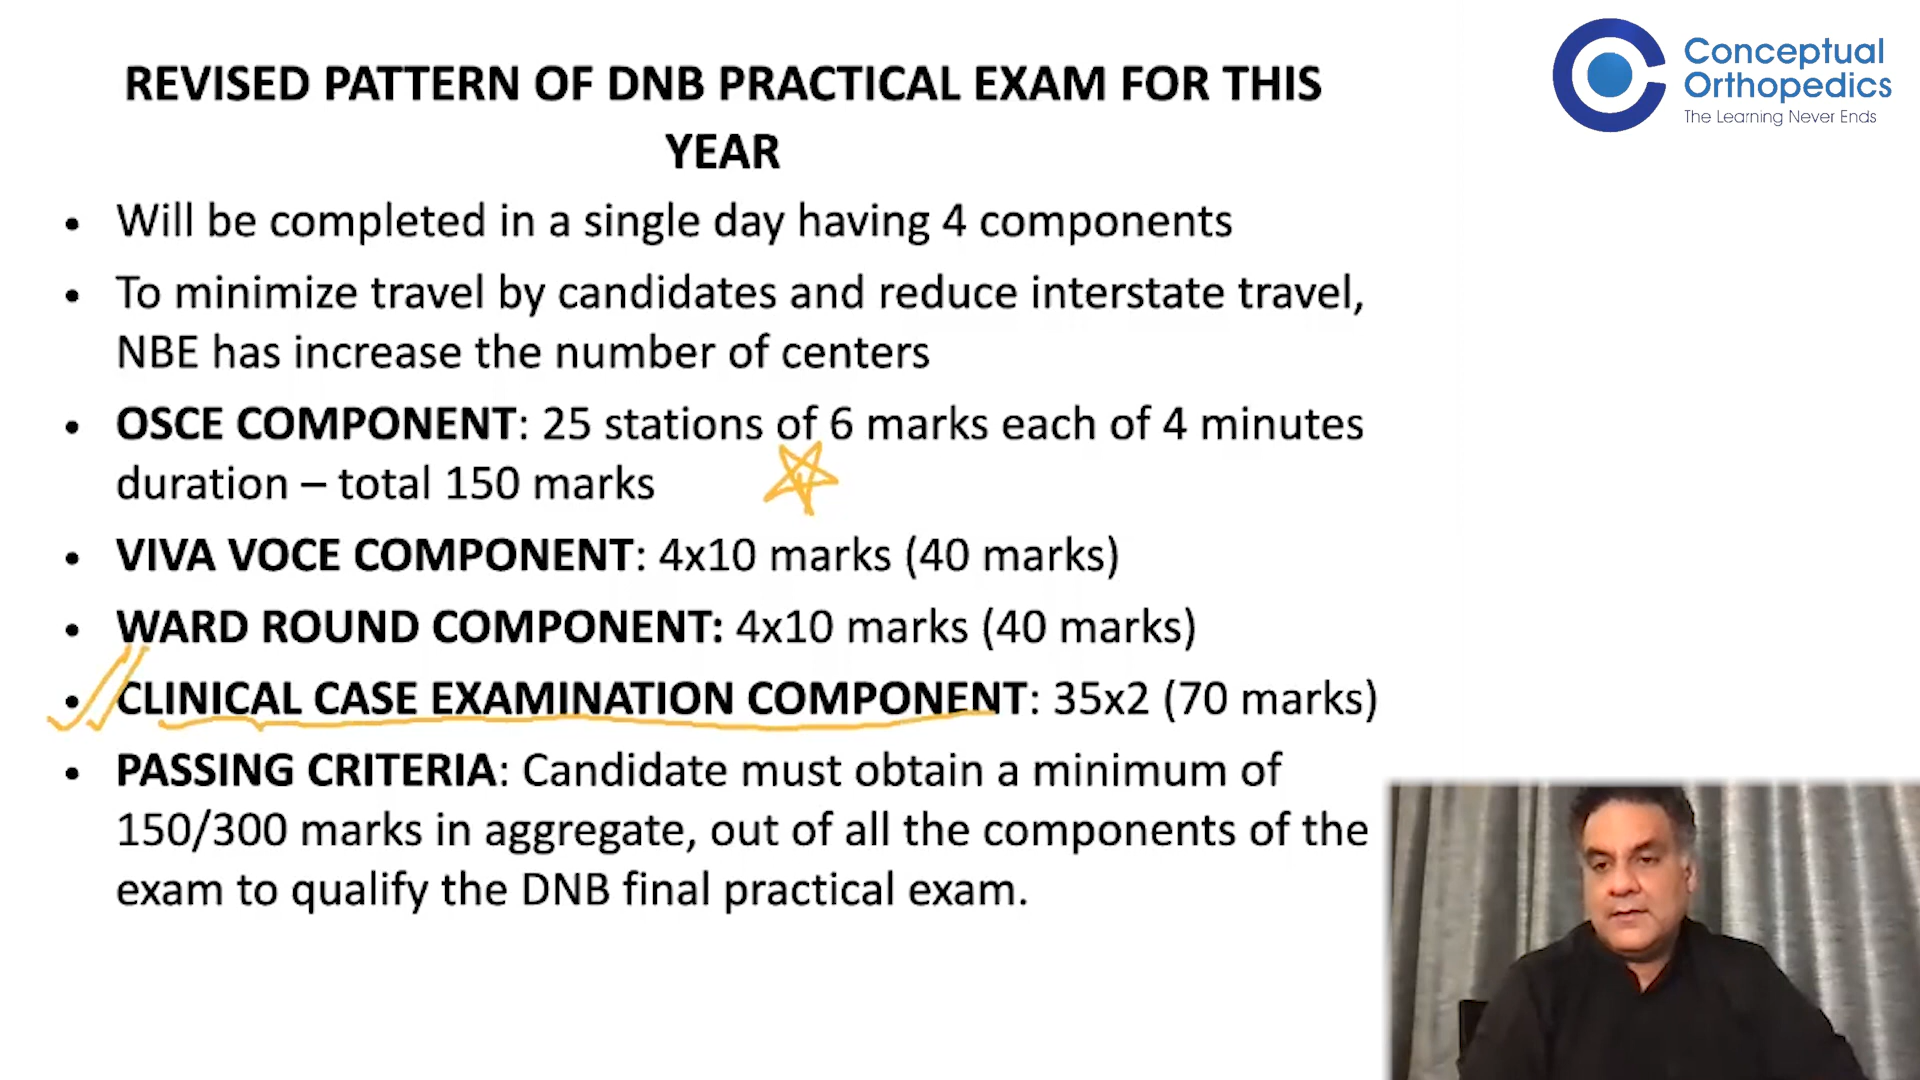 Conceptual
Orthopedics
The Learning Never Ends
REVISED PATTERN OF DNB PRACTICAL EXAM FOR THIS
YEAR
• Will be completed in a single day having 4 components
• To minimize travel by candidates and reduce interstate travel,
NBE has increase the number of centers
• OSCE COMPONENT: 25 stations of 6 marks each of 4 minutes
duration – total 150 marks
• VIVA VOCE COMPONENT: 4x10 marks (40 marks)
• WARD ROUND COMPONENT: 4x10 marks (40 marks)
• CLINICAL CASE EXAMINATION COMPONENT: 35x2 (70 marks)
• PASSING CRITERIA: Candidate must obtain a minimum of
150/300 marks in aggregate, out of all the components of the
exam to qualify the DNB final practical exam.